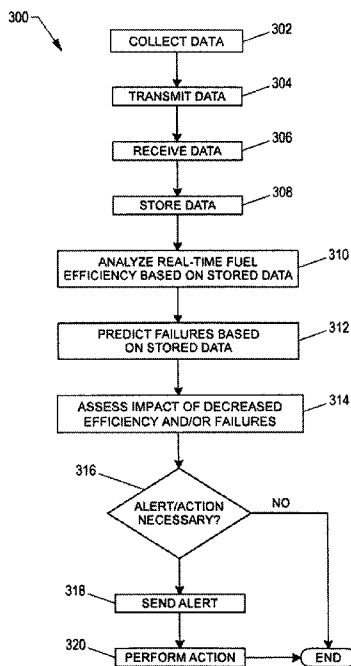 300
COLLECT DATA
302
TRANSMIT DATA
304
RECEIVE DATA
306
STORE DATA
308
ANALYZE REAL-TIME FUEL
EFFICIENCY BASED ON STORED DATA
310
PREDICT FAILURES BASED
ON STORED DATA
312
ASSESS IMPACT OF DECREASED
EFFICIENCY AND/OR FAILURES
314
316
ALERT/ACTION
NECESSARY?
NO
318
SEND ALERT
320
PERFORM ACTION
END